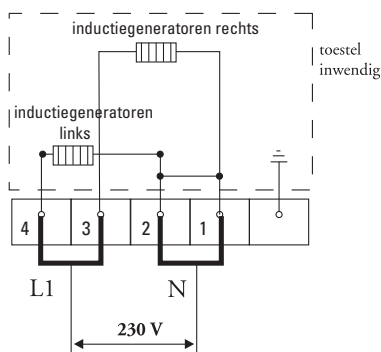 inductiegeneratoren rechts
toestel
inwendig
inductiegeneratoren
links
4 3 2 1
L1 N
230 V